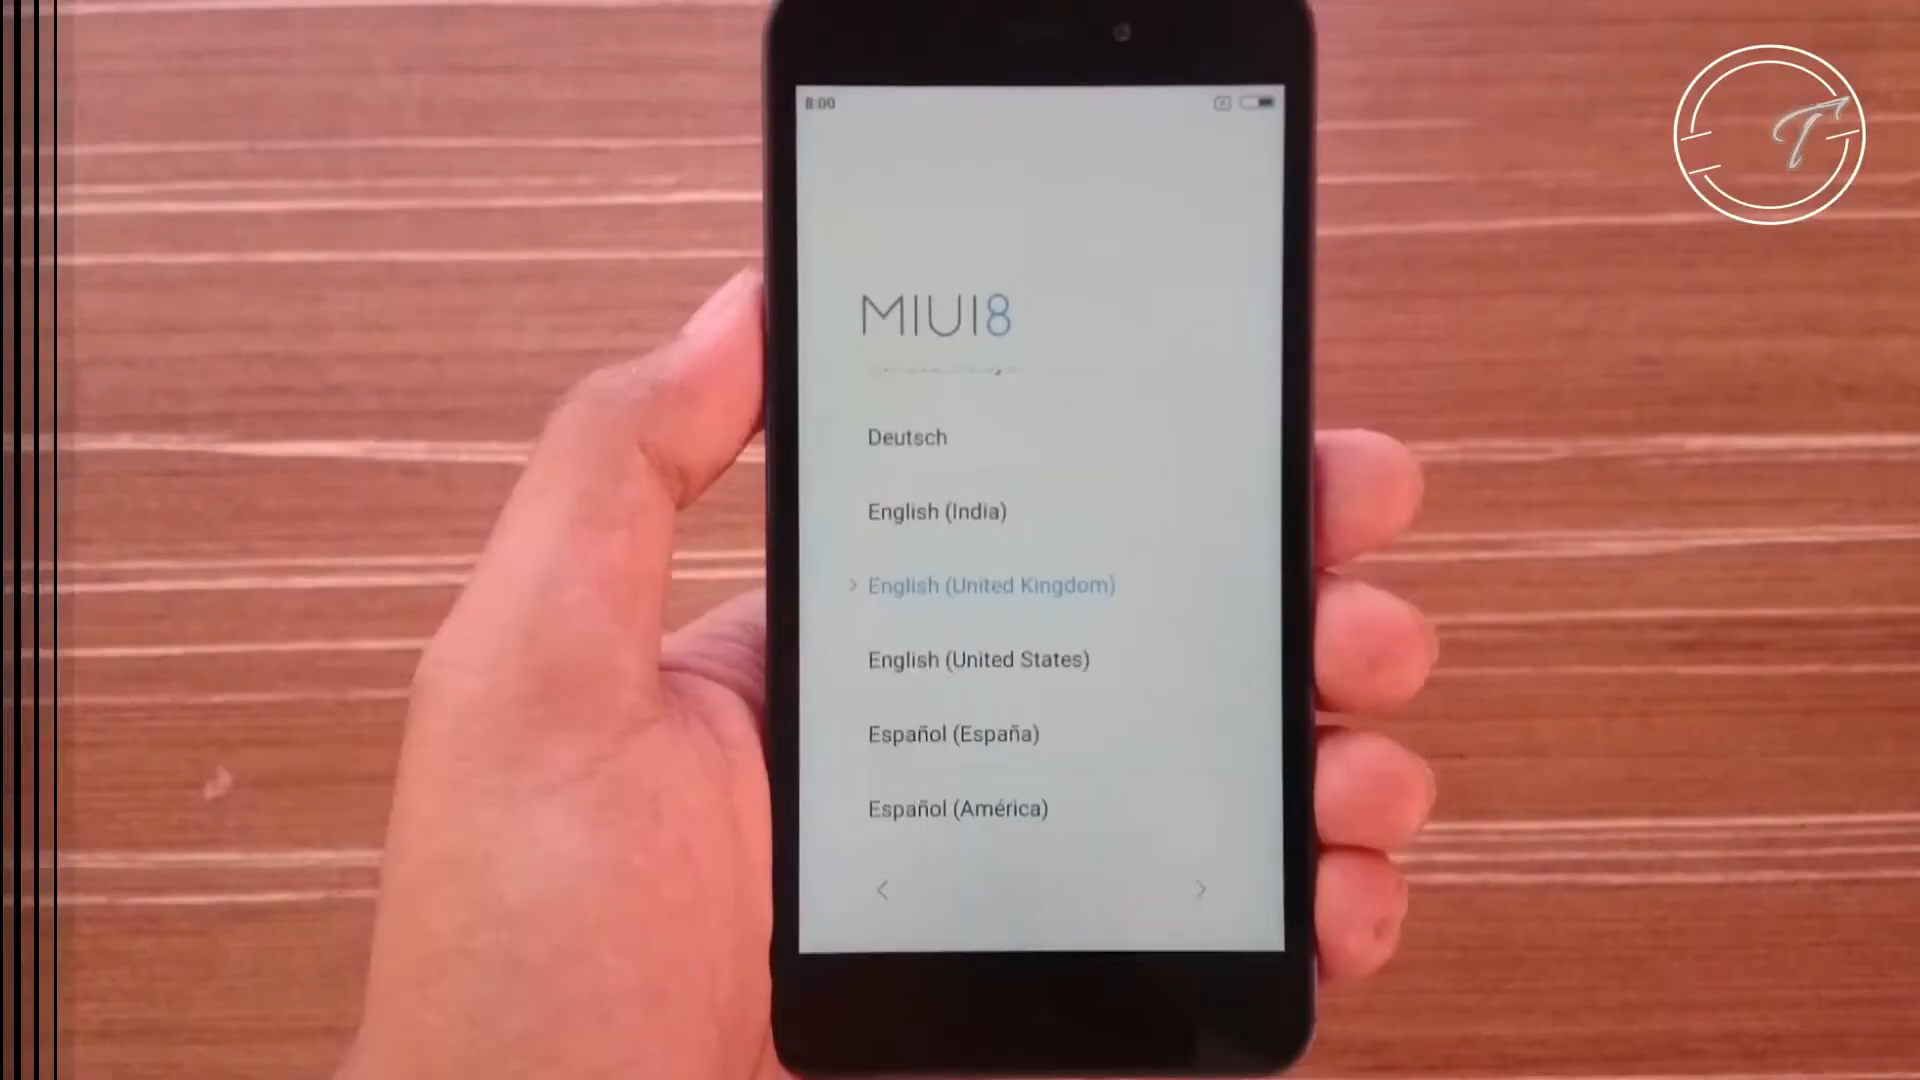 8:00
MIUI8
Deutsch
English (India)
> English (United Kingdom)
English (United States)
Español (España)
Español (América)
< >
T